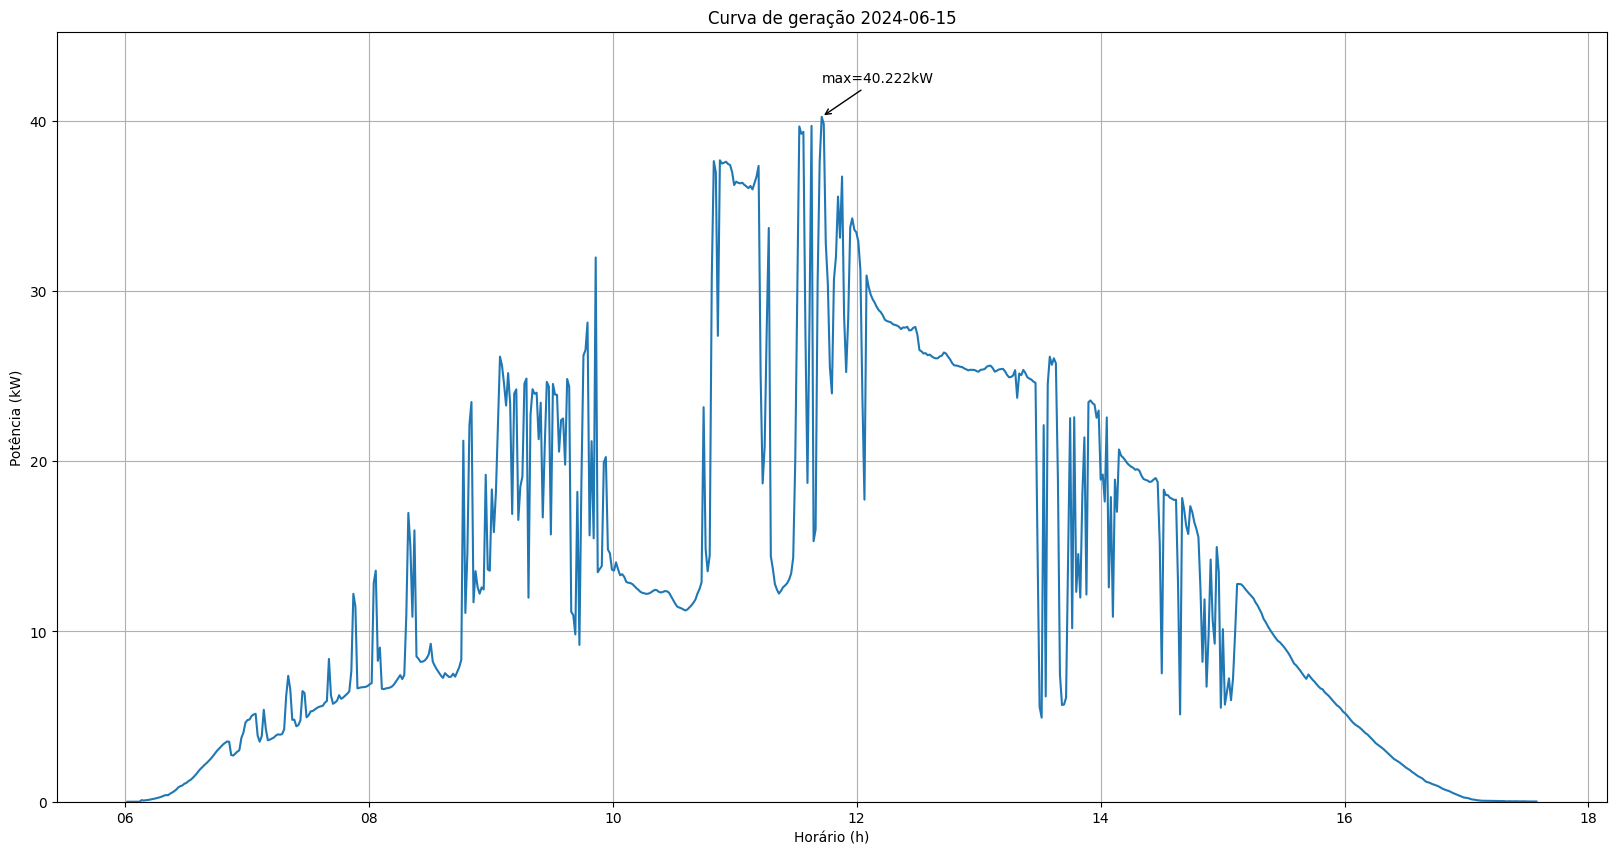 Curva de geração 2024-06-15
max=40.222kW
Potência (kW)
40
30
20
10
0
06 08 10 12 14 16 18
Horário (h)